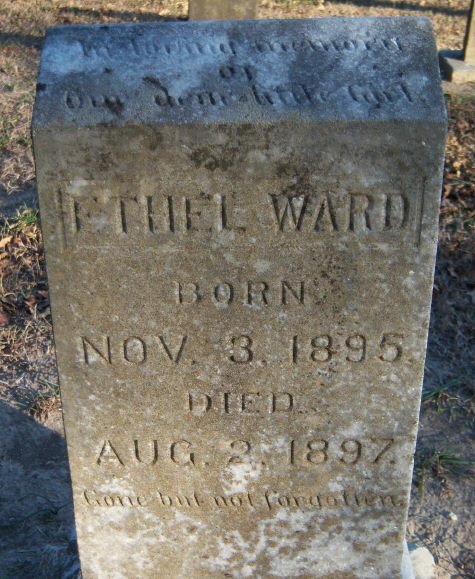 In loving memory
of
Our dear little Girl.
ETHEL WARD
BORN
NOV. 3. 1895.
DIED
AUG. 2. 1897.
Gone but not forgotten.